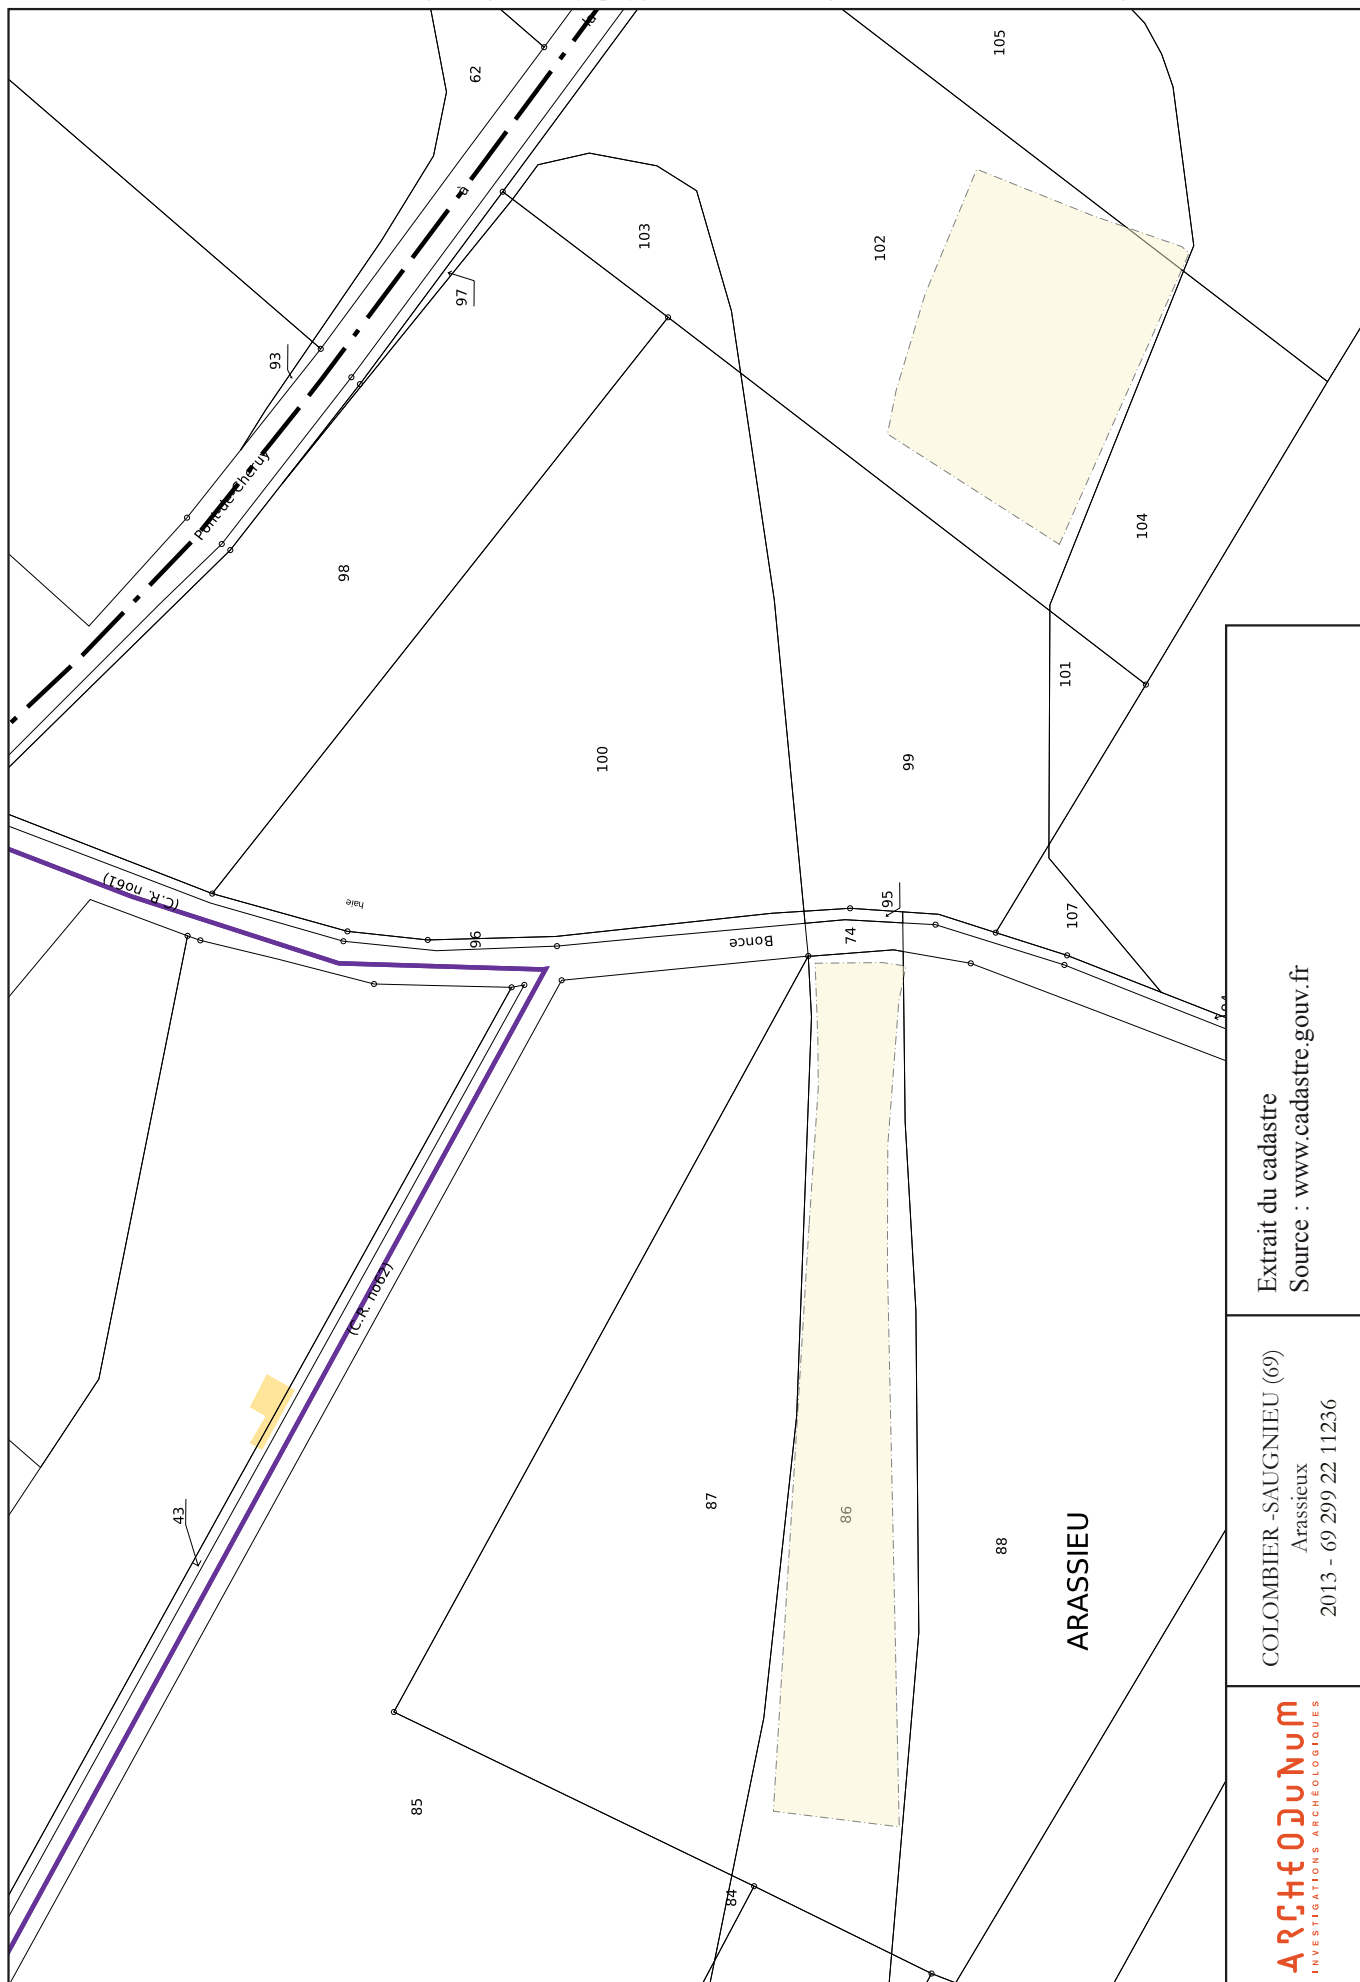 62
105
103
102
97
93
Pont-de-Cheruy
98
104
101
100
99
(C.R. no61)
haie
95
107
96
Bonce
74
(C.R. no62)
43
87
86
88
ARASSIEU
85
84
Extrait du cadastre
Source : www.cadastre.gouv.fr
COLOMBIER -SAUGNIEU (69)
Arassieux
2013 - 69 299 22 11236
ARCHEODUNUM
INVESTIGATIONS ARCHÉOLOGIQUES